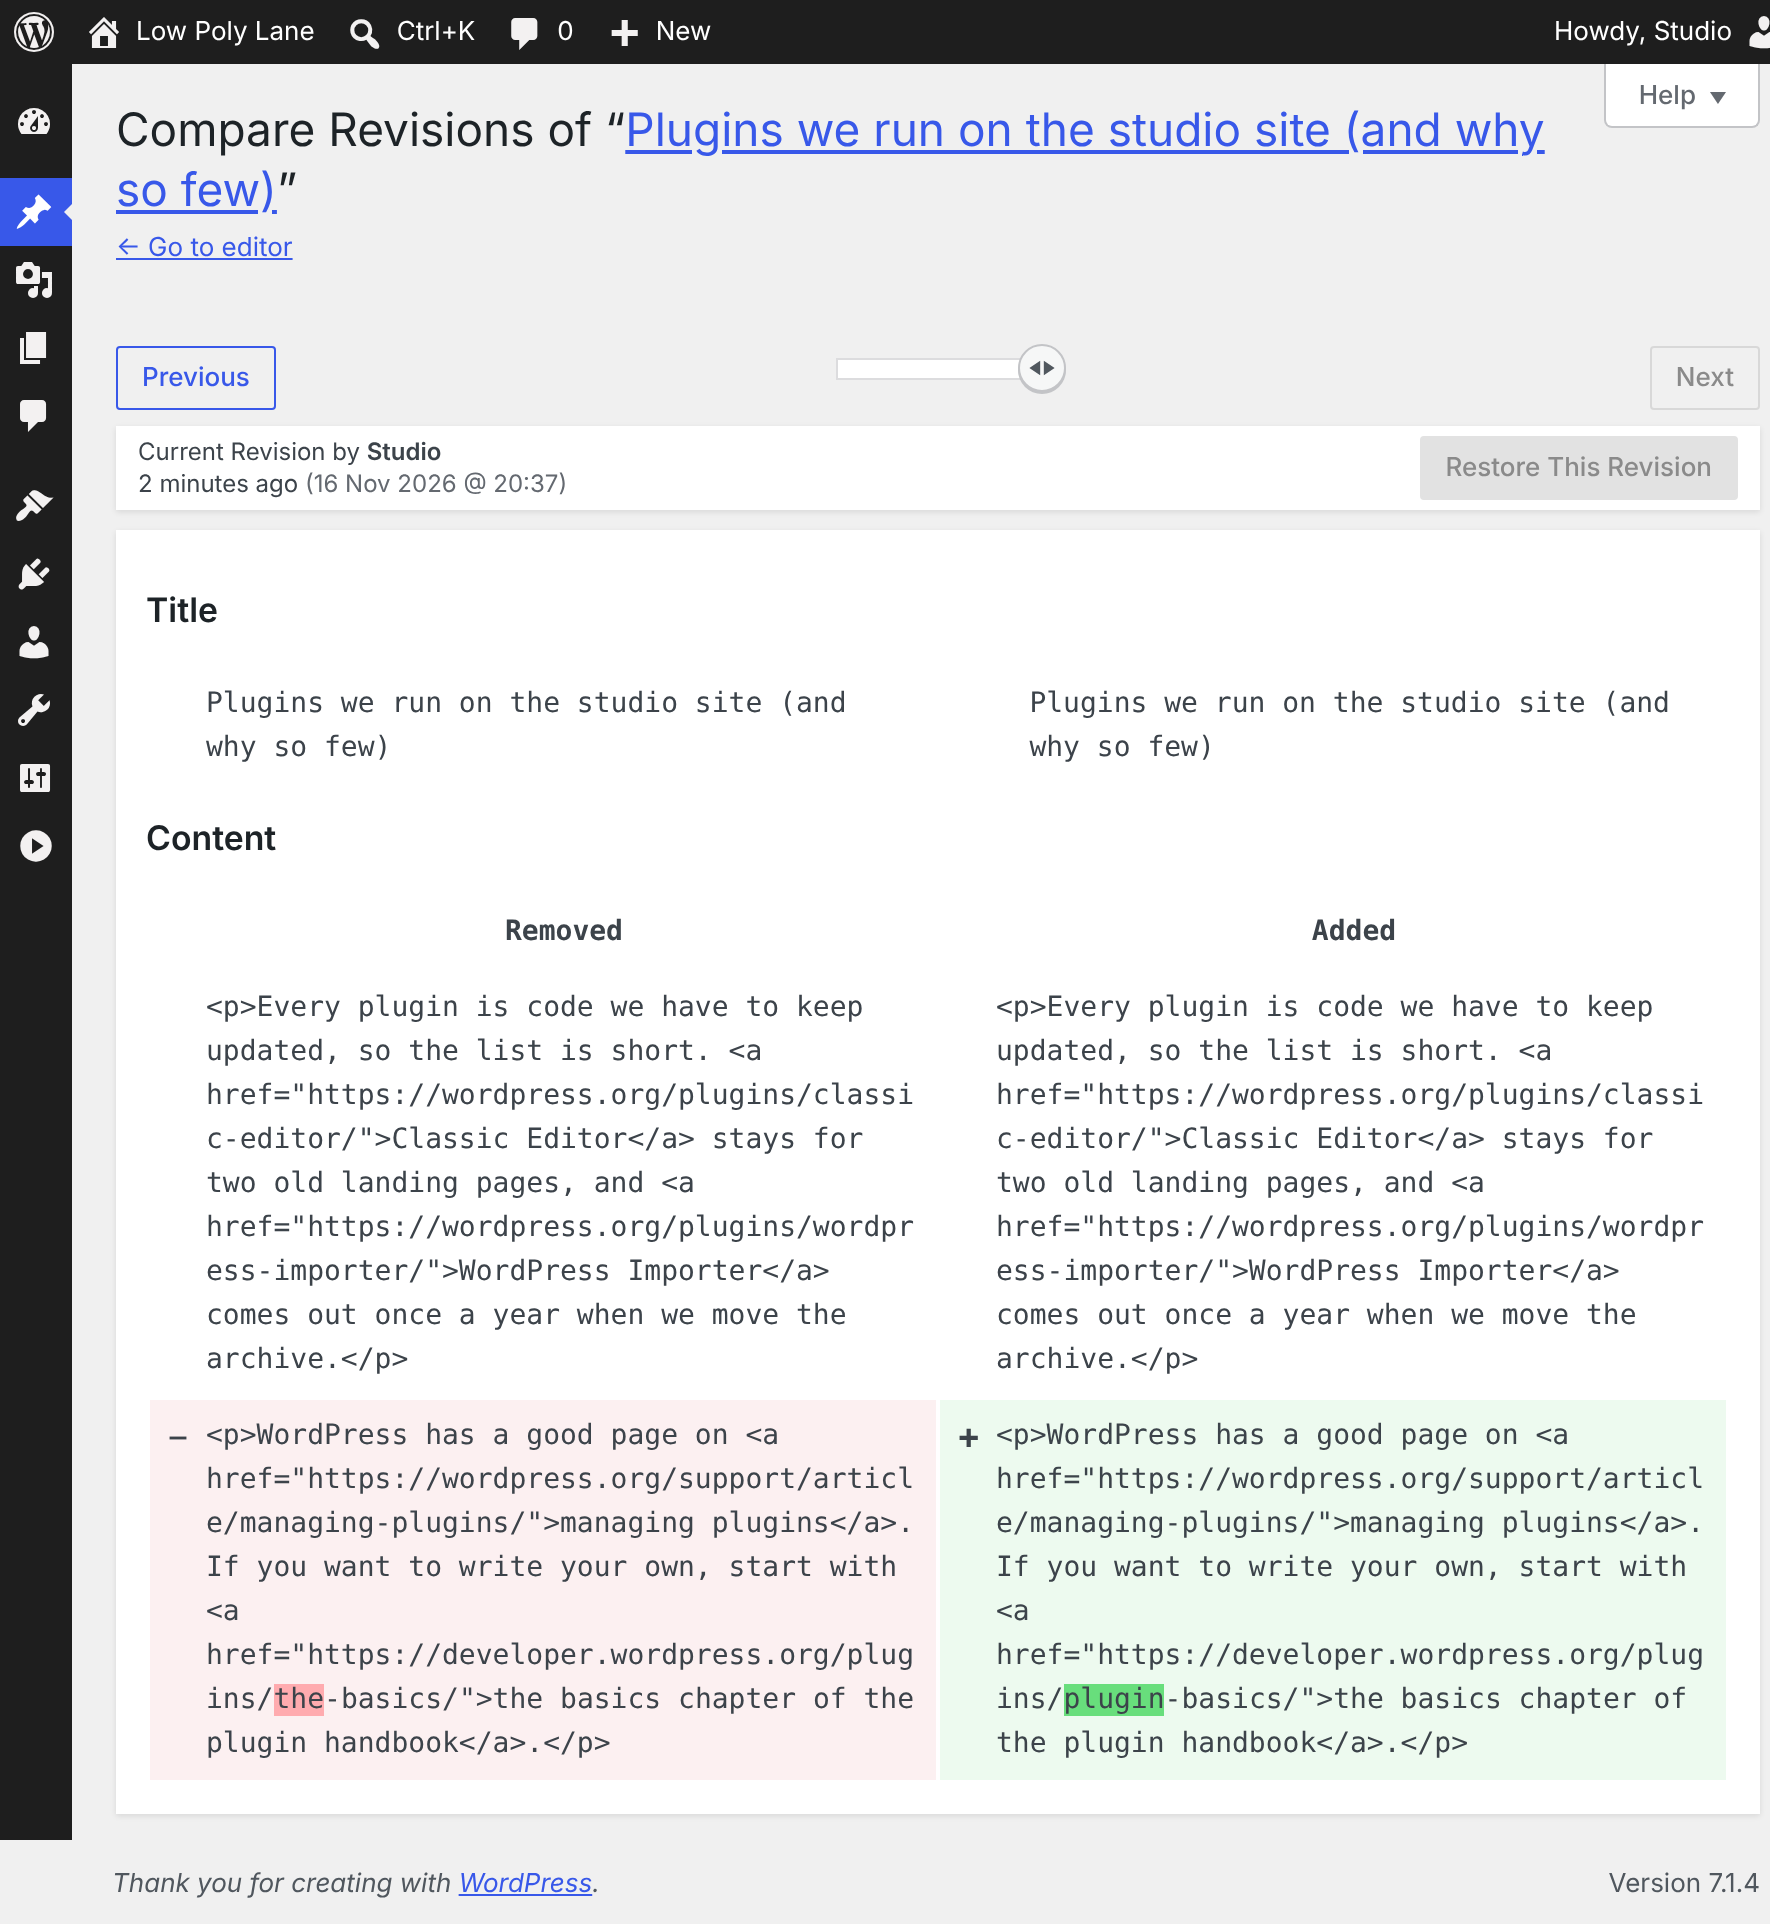 Low Poly Lane Ctrl+K 0 New Howdy, Studio
Help
Compare Revisions of “Plugins we run on the studio site (and why
so few)”
← Go to editor
Previous
Next
Current Revision by Studio
2 minutes ago (16 Nov 2026 @ 20:37)
Restore This Revision
Title
Plugins we run on the studio site (and
why so few)
Plugins we run on the studio site (and
why so few)
Content
Removed
<p>Every plugin is code we have to keep
updated, so the list is short. <a
href="https://wordpress.org/plugins/classi
c-editor/">Classic Editor</a> stays for
two old landing pages, and <a
href="https://wordpress.org/plugins/wordpr
ess-importer/">WordPress Importer</a>
comes out once a year when we move the
archive.</p>
− <p>WordPress has a good page on <a
href="https://wordpress.org/support/articl
e/managing-plugins/">managing plugins</a>.
If you want to write your own, start with
<a
href="https://developer.wordpress.org/plug
ins/the-basics/">the basics chapter of the
plugin handbook</a>.</p>
Added
<p>Every plugin is code we have to keep
updated, so the list is short. <a
href="https://wordpress.org/plugins/classi
c-editor/">Classic Editor</a> stays for
two old landing pages, and <a
href="https://wordpress.org/plugins/wordpr
ess-importer/">WordPress Importer</a>
comes out once a year when we move the
archive.</p>
+ <p>WordPress has a good page on <a
href="https://wordpress.org/support/articl
e/managing-plugins/">managing plugins</a>.
If you want to write your own, start with
<a
href="https://developer.wordpress.org/plug
ins/plugin-basics/">the basics chapter of
the plugin handbook</a>.</p>
Thank you for creating with WordPress.
Version 7.1.4